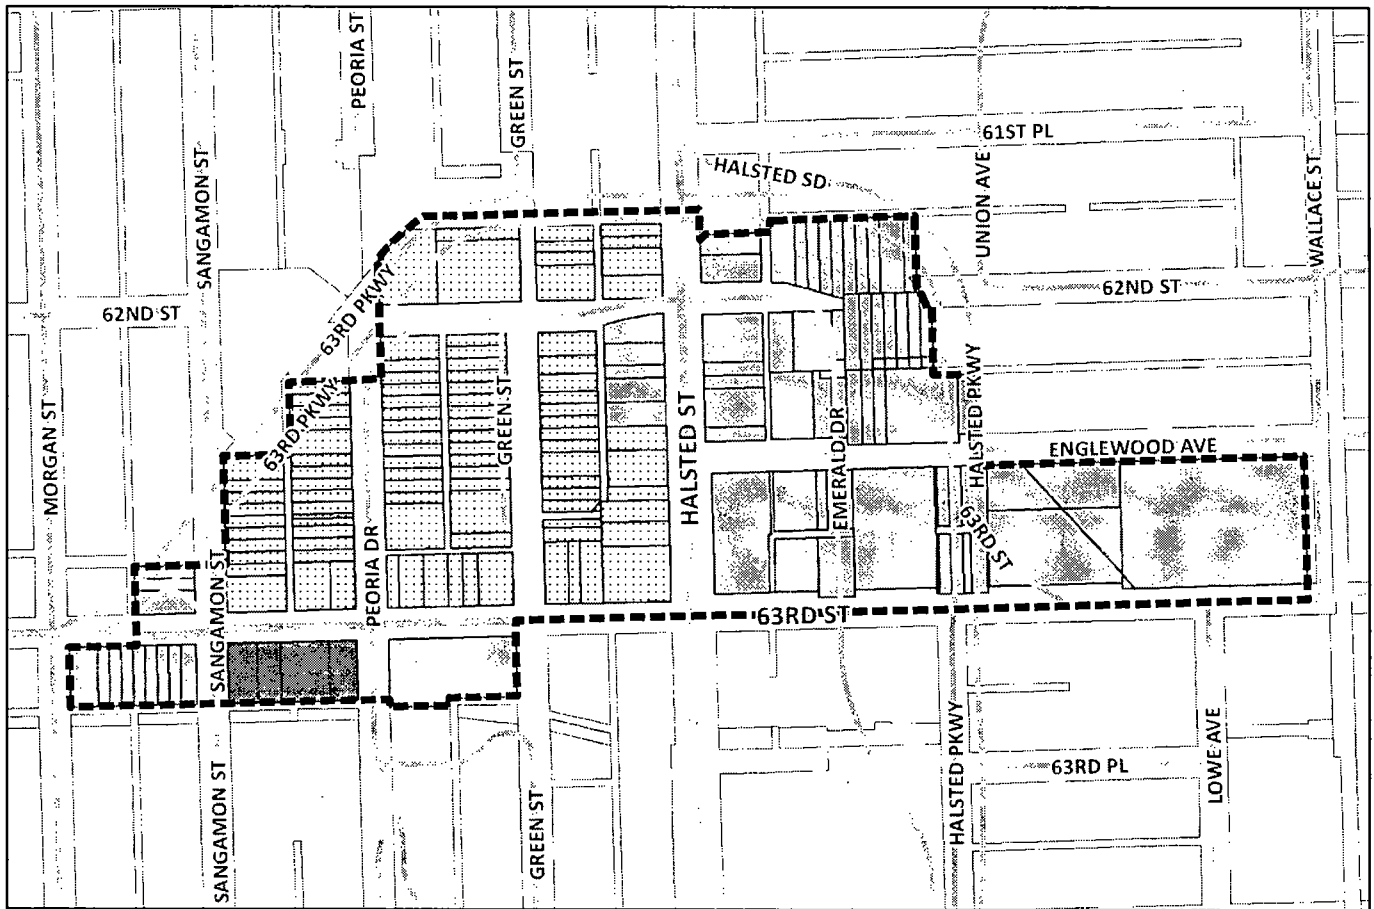 PEORIA ST
GREEN ST
61ST PL
HALSTED SD
SANGAMON ST
UNION AVE
WALLACE ST
62ND ST
62ND ST
63RD PKWY
63RD PKWY
MORGAN ST
GREEN ST
HALSTED ST
EMERALD DR
HALSTED PKWY
ENGLEWOOD AVE
63RD ST
PEORIA DR
SANGAMON ST
63RD ST
SANGAMON ST
GREEN ST
HALSTED PKWY
63RD PL
LOWE AVE